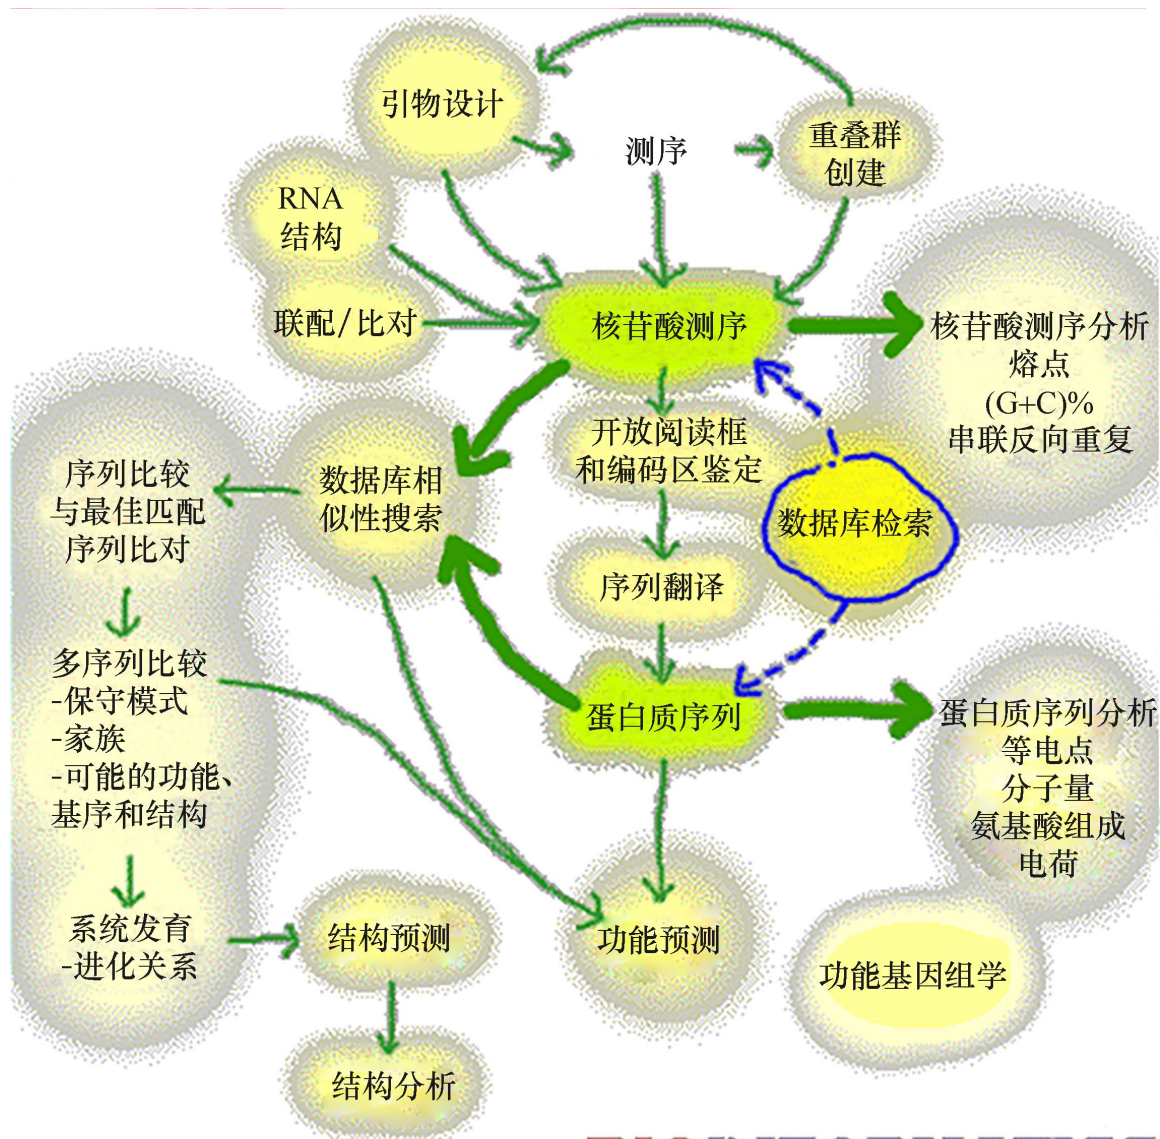 引物设计
测序
重叠群
创建
RNA
结构
联配/比对
核苷酸测序
核苷酸测序分析
熔点
(G+C)%
串联反向重复
开放阅读框
和编码区鉴定
数据库检索
序列比较
与最佳匹配
序列比对
数据库相
似性搜索
序列翻译
多序列比较
-保守模式
-家族
-可能的功能、
基序和结构
蛋白质序列
蛋白质序列分析
等电点
分子量
氨基酸组成
电荷
系统发育
-进化关系
结构预测
功能预测
功能基因组学
结构分析